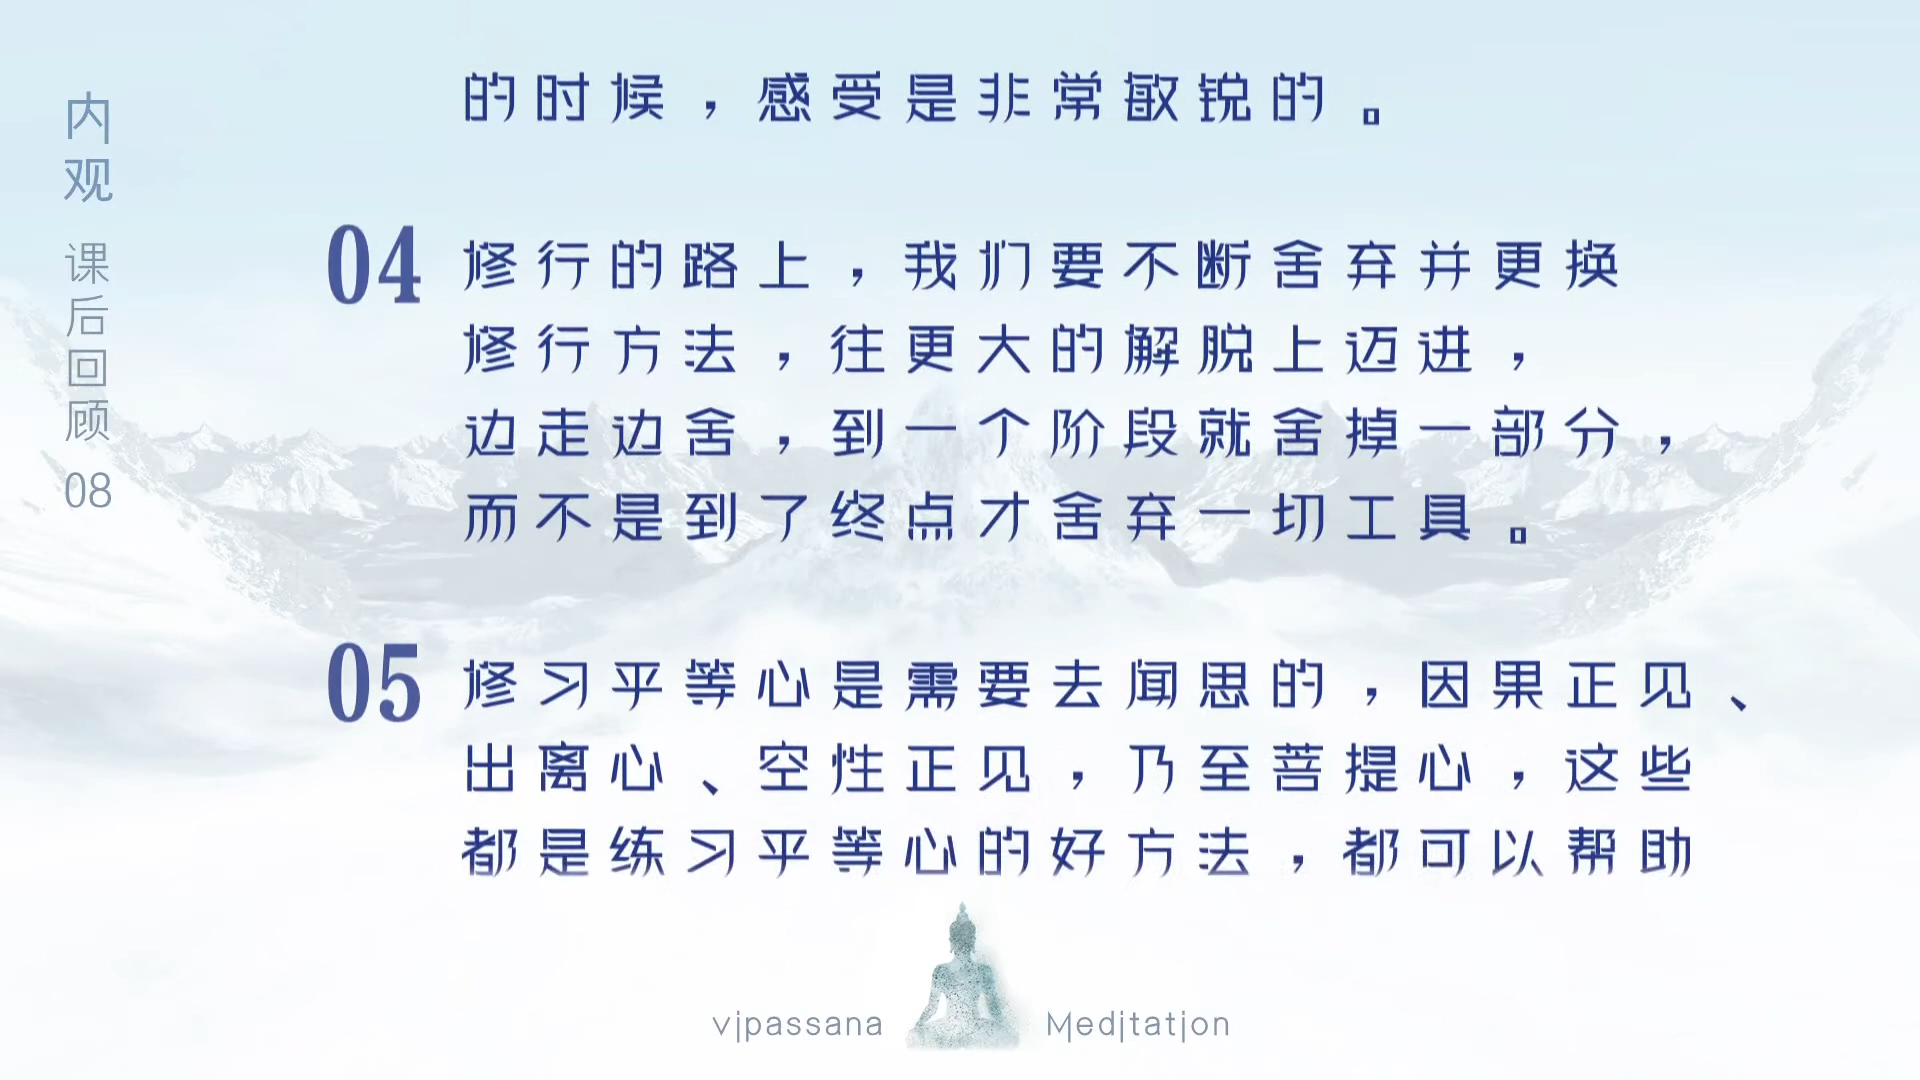 内观 课后回顾 08
的时候，感受是非常敏锐的。
04 修行的路上，我们要不断舍弃并更换
修行方法，往更大的解脱上迈进，
边走边舍，到一个阶段就舍掉一部分，
而不是到了终点才舍弃一切工具。
05 修习平等心是需要去闻思的，因果正见、
出离心、空性正见，乃至菩提心，这些
都是练习平等心的好方法，都可以帮助
vipassana Meditation